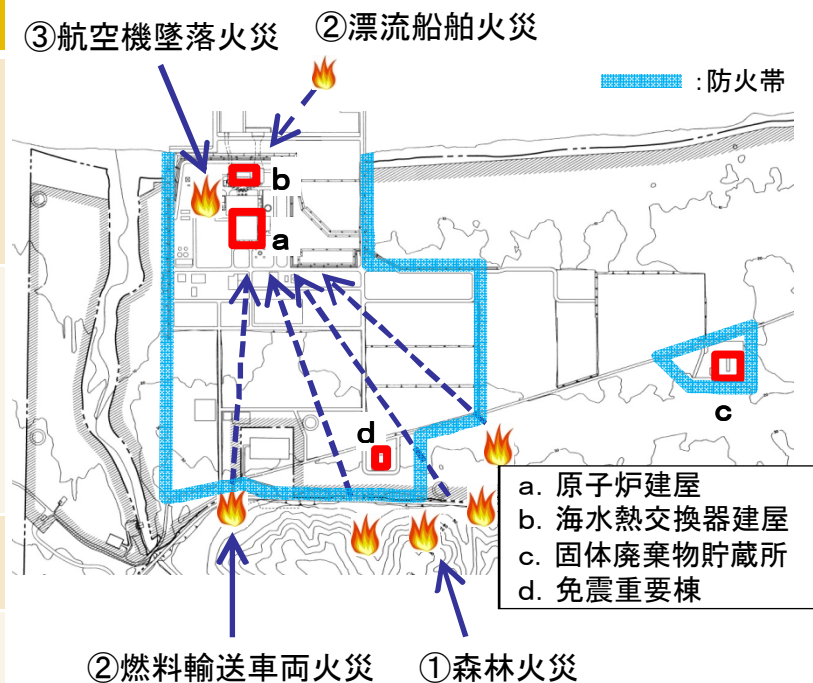 ③航空機墜落火災
②漂流船舶火災
:防火帯
b
a
c
d
a. 原子炉建屋
b. 海水熱交換器建屋
c. 固体廃棄物貯蔵所
d. 免震重要棟
②燃料輸送車両火災
①森林火災